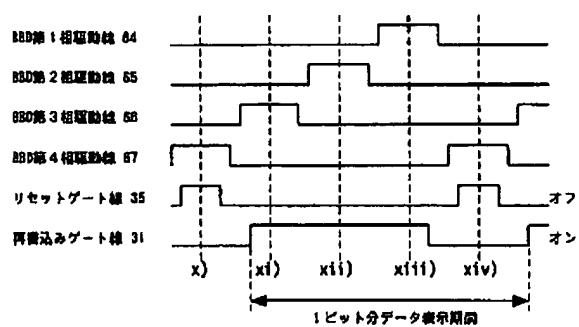 BBD第1相駆動線 64
BBD第2相駆動線 65
BBD第3相駆動線 66
BBD第4相駆動線 67
リセットゲート線 35 オフ
再書込みゲート線 31 オン
x) xi) xii) xiii) xiv)
1ビット分データ表示期間